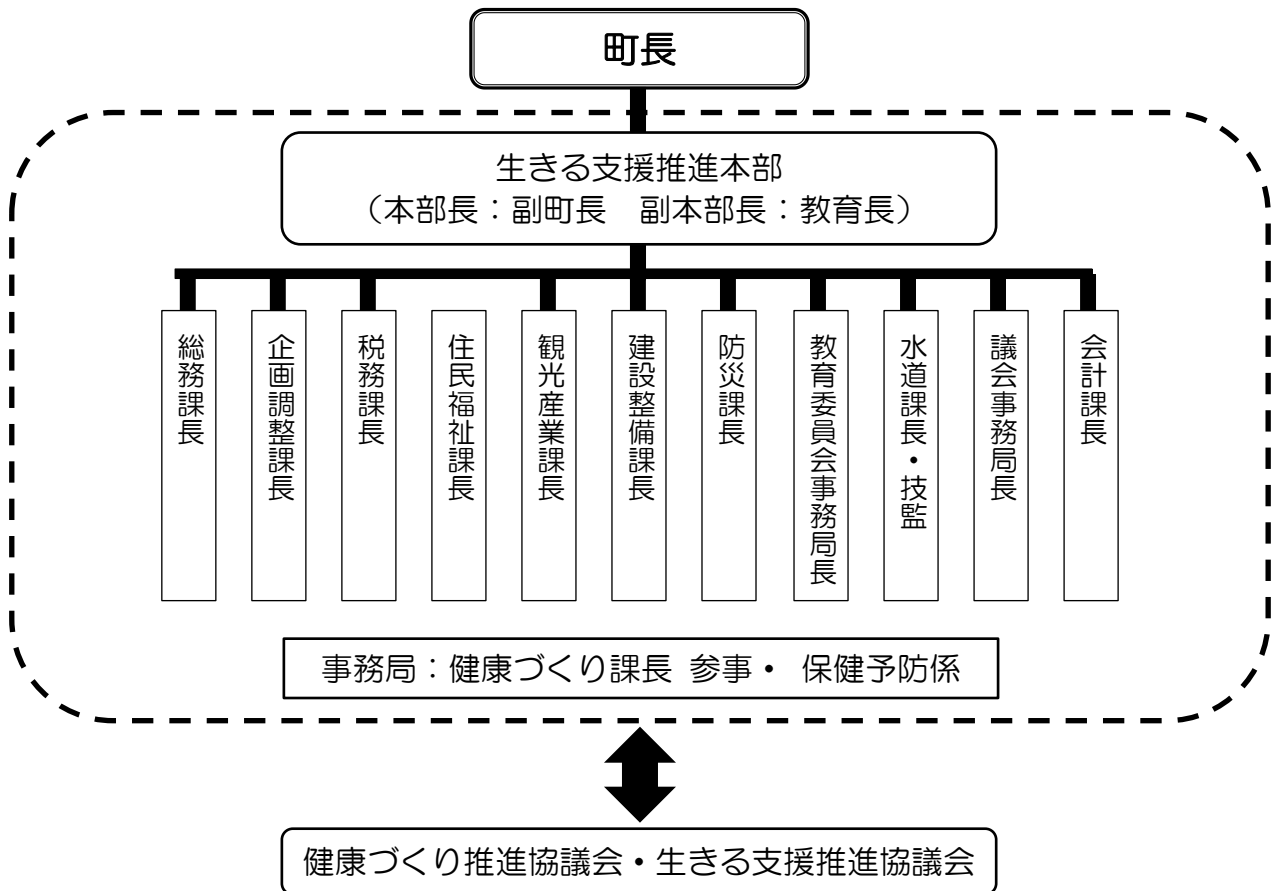 町長
生きる支援推進本部
（本部長：副町長　副本部長：教育長）
総務課長
企画調整課長
税務課長
住民福祉課長
観光産業課長
建設整備課長
防災課長
教育委員会事務局長
水道課長・技監
議会事務局長
会計課長
事務局：健康づくり課長 参事・ 保健予防係
健康づくり推進協議会・生きる支援推進協議会